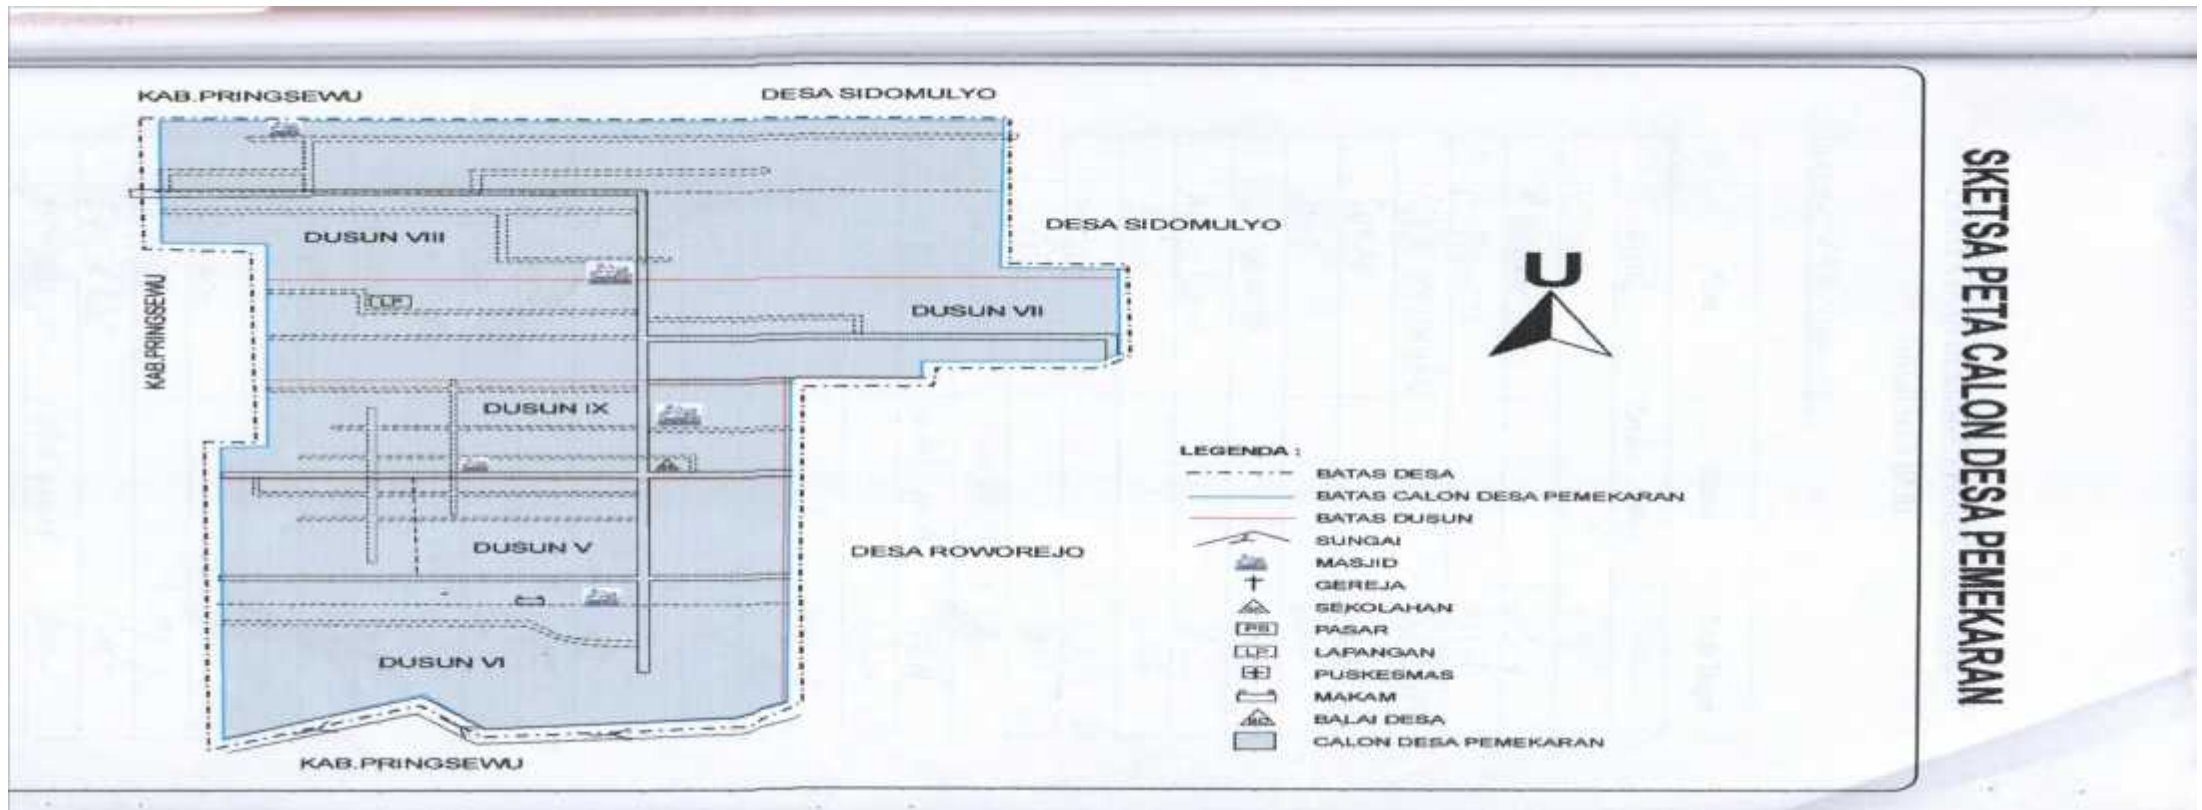 KAB.PRINGSEWU
DESA SIDOMULYO
DUSUN VIII
DESA SIDOMULYO
KAB.PRINGSEWU
LP
DUSUN VII
DUSUN IX
DUSUN V
DESA ROWOREJO
DUSUN VI
KAB.PRINGSEWU
U
LEGENDA :
BATAS DESA
BATAS CALON DESA PEMEKARAN
BATAS DUSUN
SUNGAI
MASJID
GEREJA
SEKOLAHAN
PS PASAR
LP LAPANGAN
PUSKESMAS
MAKAM
BALAI DESA
CALON DESA PEMEKARAN
SKETSA PETA CALON DESA PEMEKARAN